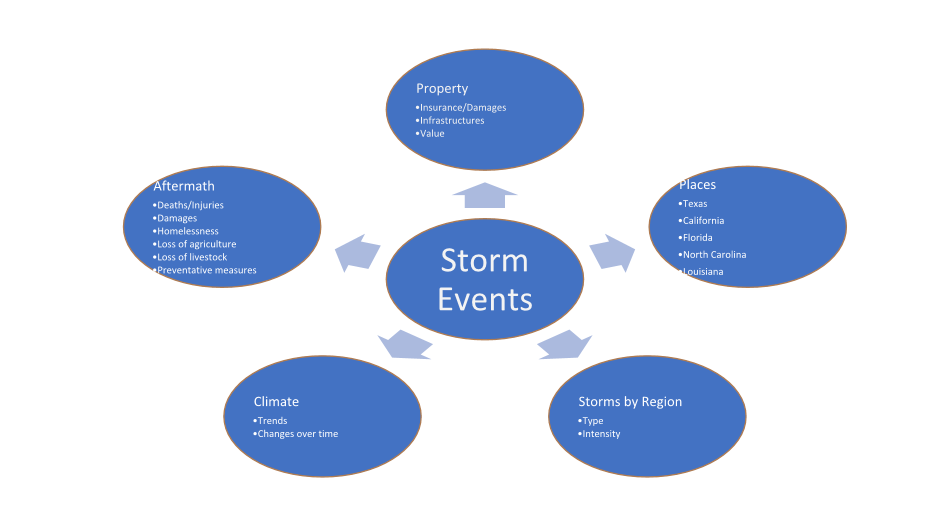 Property
•Insurance/Damages
•Infrastructures
•Value
Aftermath
•Deaths/Injuries
•Damages
•Homelessness
•Loss of agriculture
•Loss of livestock
•Preventative measures
Places
•Texas
•California
•Florida
•North Carolina
•Louisiana
Storm
Events
Climate
•Trends
•Changes over time
Storms by Region
•Type
•Intensity